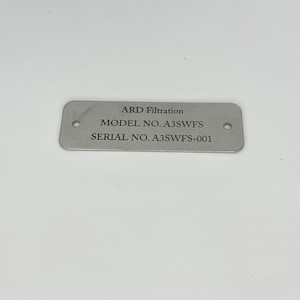 ARD Filtration
MODEL NO. A3SWFS
SERIAL NO. A3SWFS-001